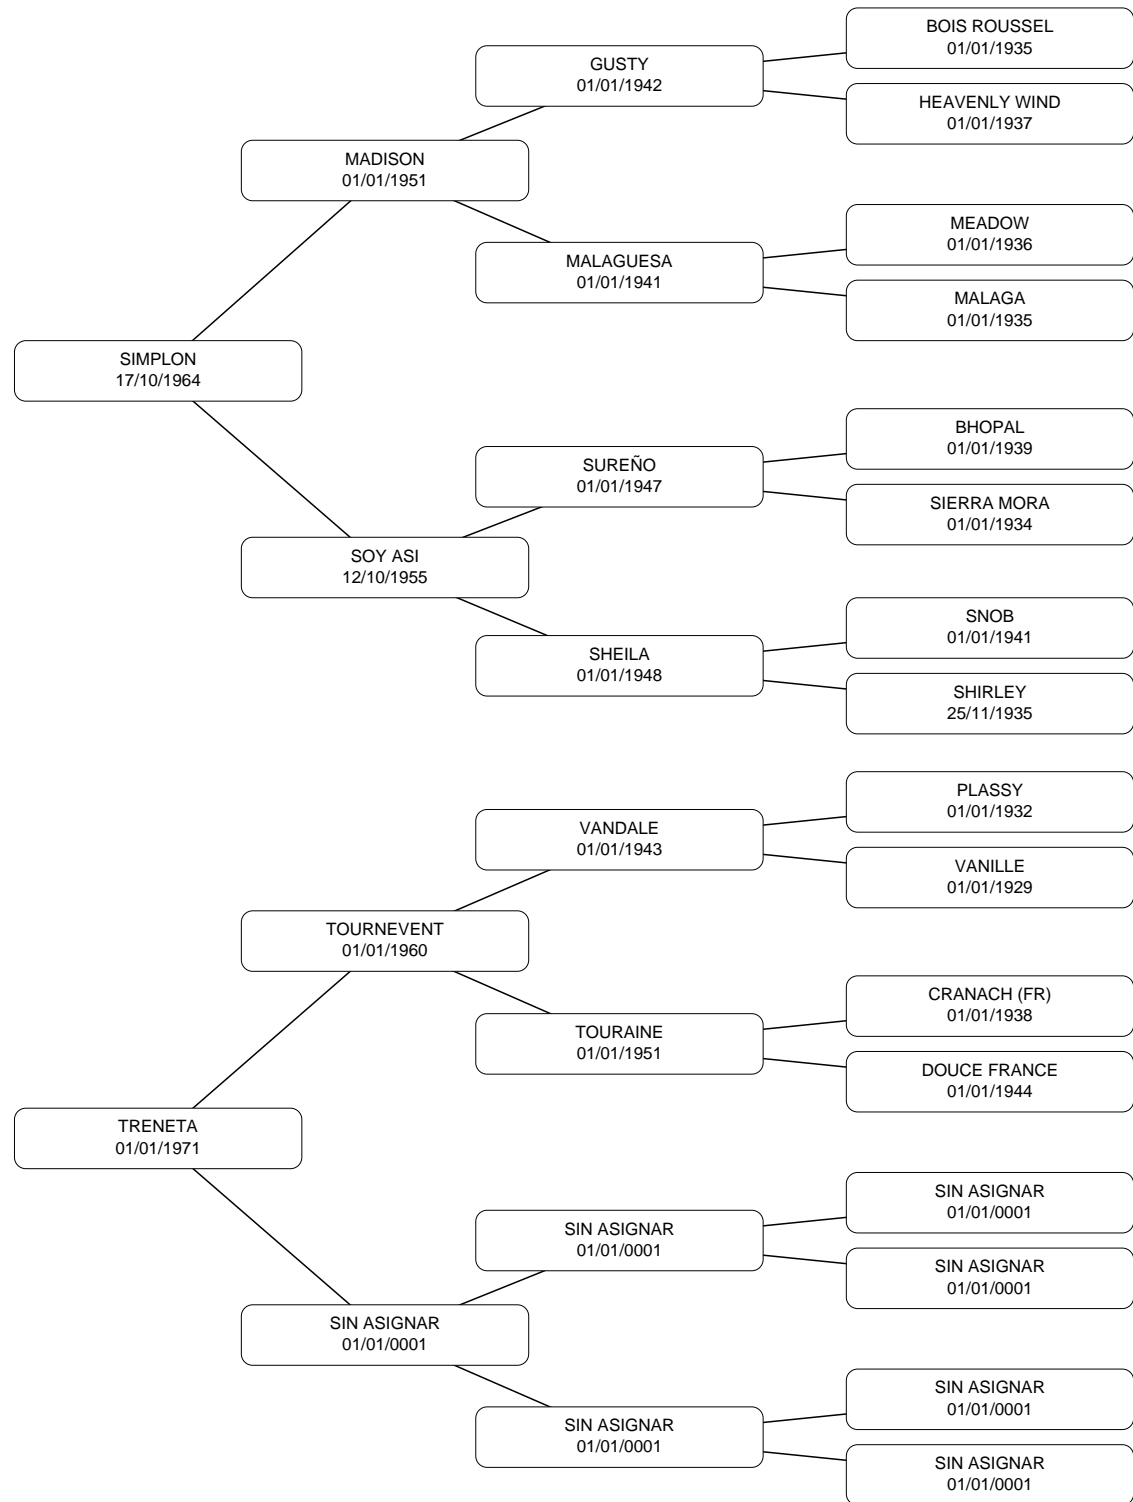 BOIS ROUSSEL
01/01/1935
GUSTY
01/01/1942
HEAVENLY WIND
01/01/1937
MADISON
01/01/1951
MEADOW
01/01/1936
MALAGUESA
01/01/1941
MALAGA
01/01/1935
SIMPLON
17/10/1964
BHOPAL
01/01/1939
SUREÑO
01/01/1947
SIERRA MORA
01/01/1934
SOY ASI
12/10/1955
SNOB
01/01/1941
SHEILA
01/01/1948
SHIRLEY
25/11/1935
PLASSY
01/01/1932
VANDALE
01/01/1943
VANILLE
01/01/1929
TOURNEVENT
01/01/1960
CRANACH (FR)
01/01/1938
TOURAINE
01/01/1951
DOUCE FRANCE
01/01/1944
TRENETA
01/01/1971
SIN ASIGNAR
01/01/0001
SIN ASIGNAR
01/01/0001
SIN ASIGNAR
01/01/0001
SIN ASIGNAR
01/01/0001
SIN ASIGNAR
01/01/0001
SIN ASIGNAR
01/01/0001
SIN ASIGNAR
01/01/0001